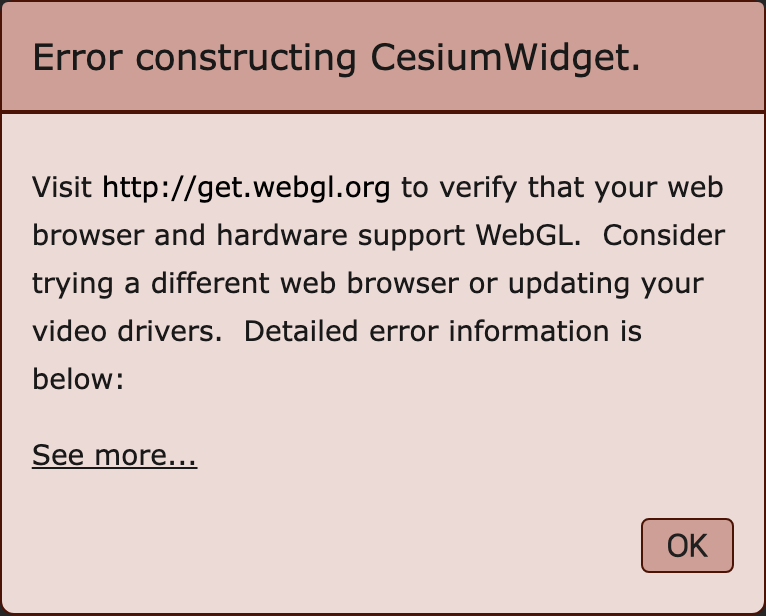 Error constructing CesiumWidget.
Visit http://get.webgl.org to verify that your web
browser and hardware support WebGL.  Consider
trying a different web browser or updating your
video drivers.  Detailed error information is
below:
See more...
OK